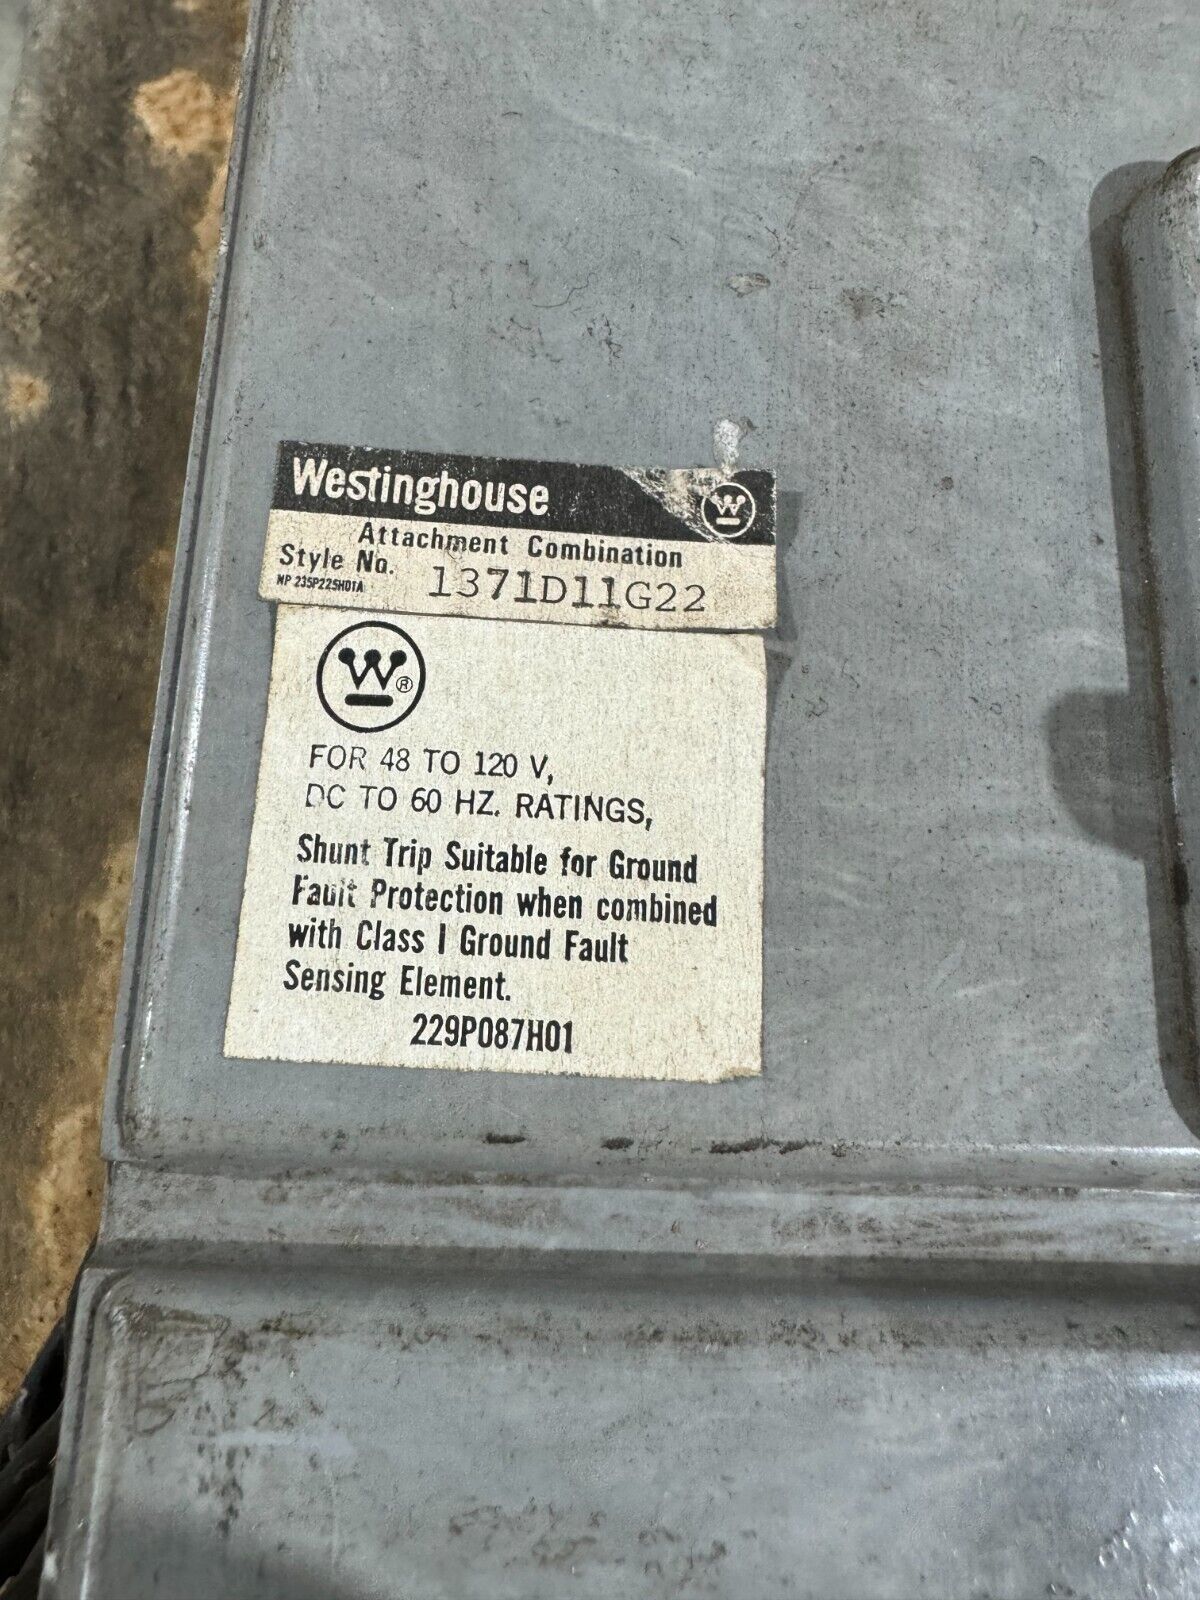 Westinghouse
W
Attachment Combination
Style No. 1371D11G22
MP 235P225H01A
W ®
FOR 48 TO 120 V,
DC TO 60 HZ. RATINGS,
Shunt Trip Suitable for Ground
Fault Protection when combined
with Class I Ground Fault
Sensing Element.
229P087H01